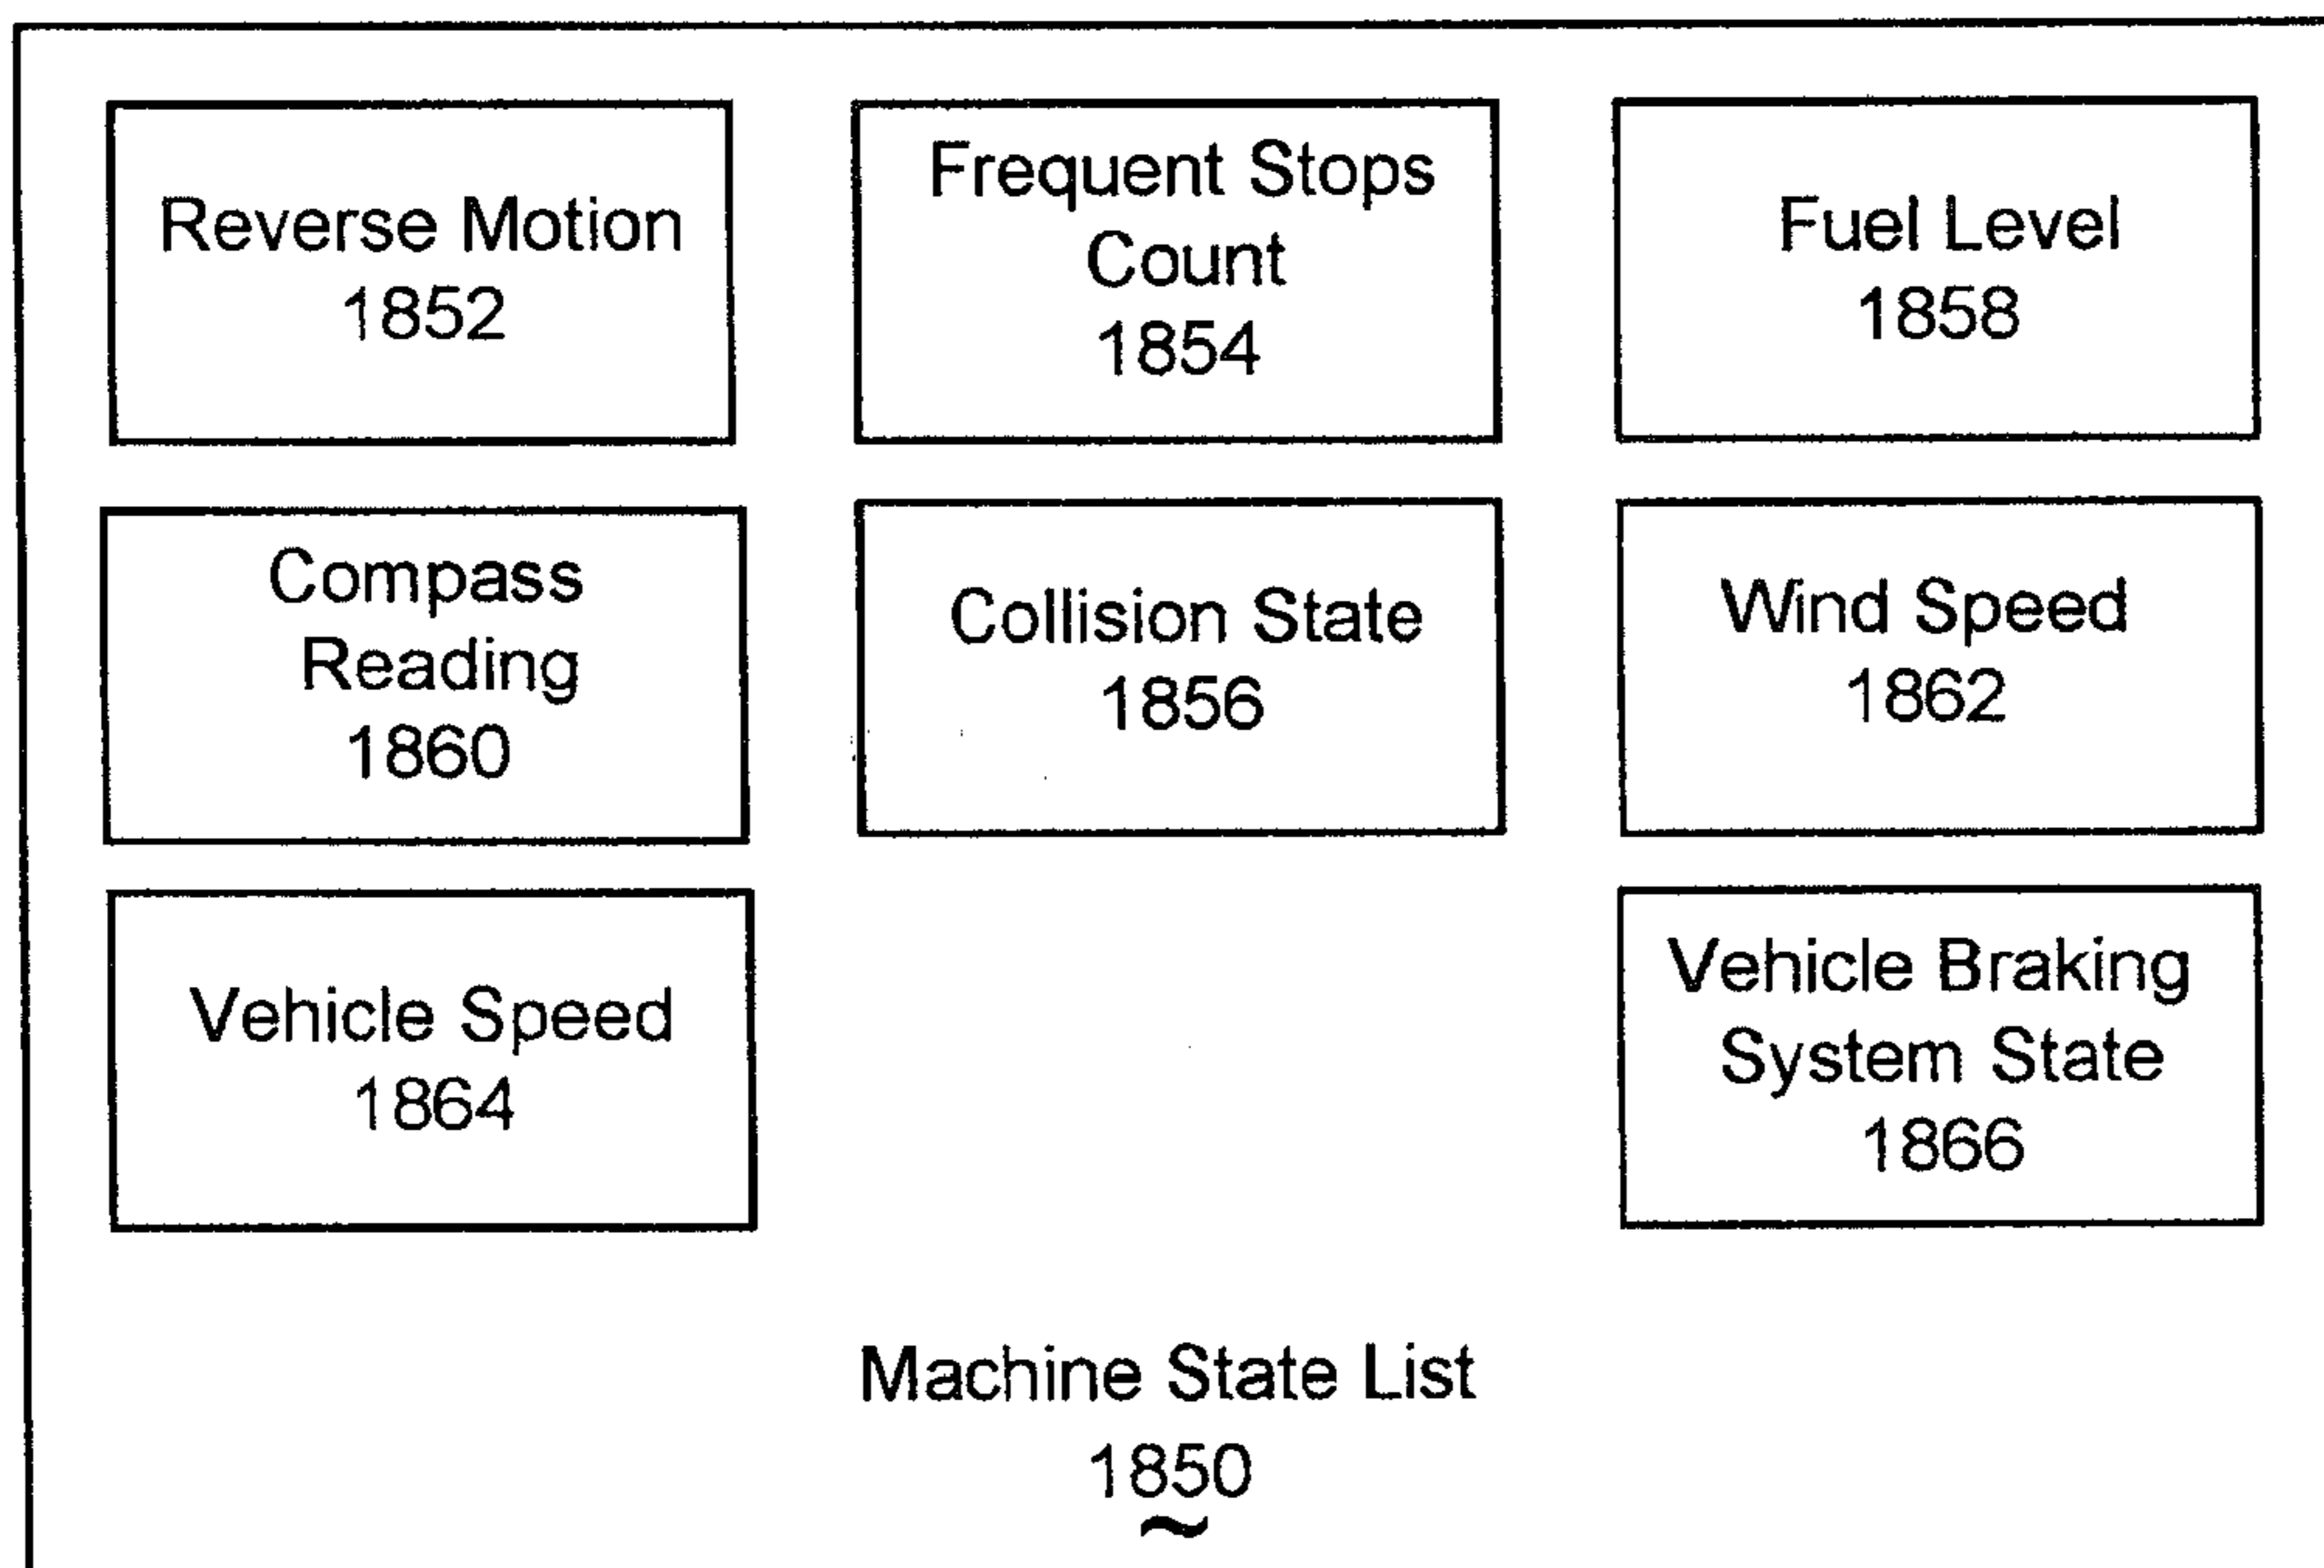 Reverse Motion
1852
Frequent Stops
Count
1854
Fuel Level
1858
Compass
Reading
1860
Collision State
1856
Wind Speed
1862
Vehicle Speed
1864
Vehicle Braking
System State
1866
Machine State List
1850
~